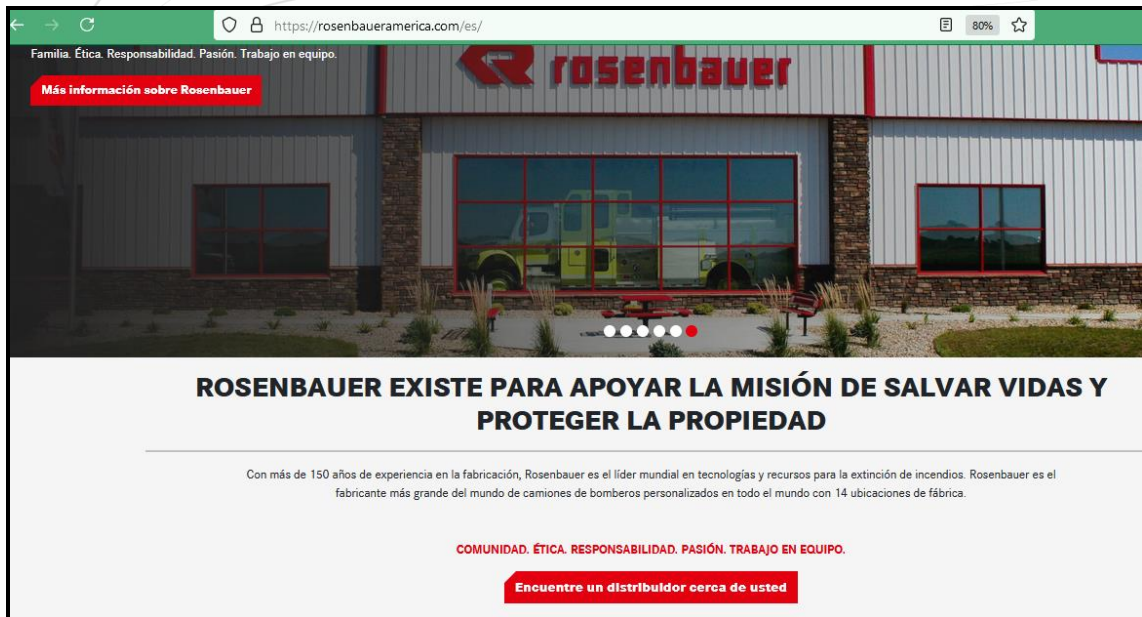 https://rosenbaueramerica.com/es/
80%
Familia. Ética. Responsabilidad. Pasión. Trabajo en equipo.
Más información sobre Rosenbauer
rosenbauer
ROSENBAUER EXISTE PARA APOYAR LA MISIÓN DE SALVAR VIDAS Y
PROTEGER LA PROPIEDAD
Con más de 150 años de experiencia en la fabricación, Rosenbauer es el líder mundial en tecnologías y recursos para la extinción de incendios. Rosenbauer es el
fabricante más grande del mundo de camiones de bomberos personalizados en todo el mundo con 14 ubicaciones de fábrica.
COMUNIDAD. ÉTICA. RESPONSABILIDAD. PASIÓN. TRABAJO EN EQUIPO.
Encuentre un distribuidor cerca de usted